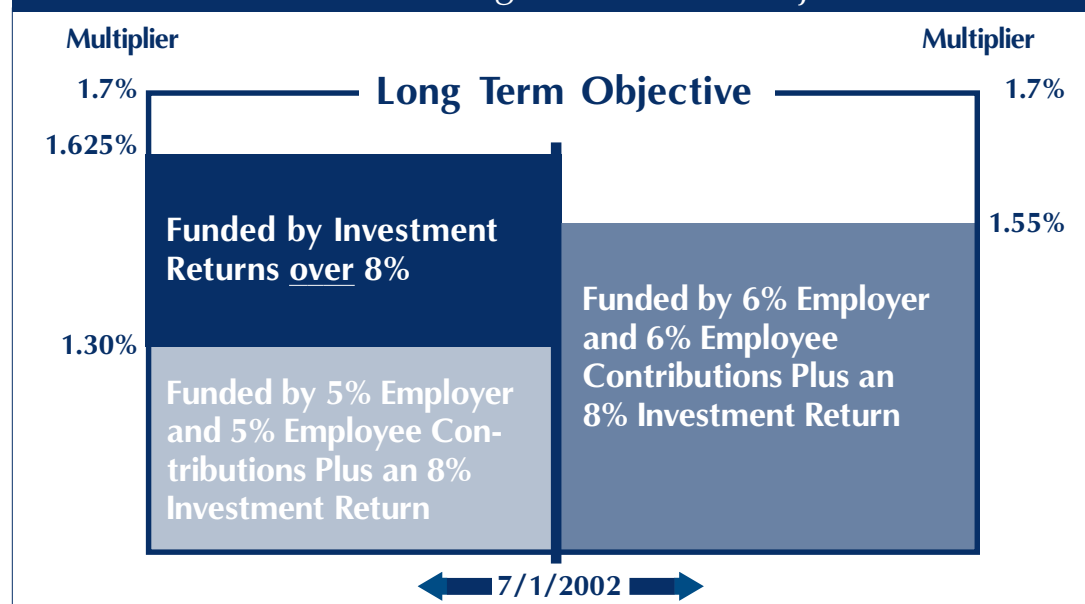 Multiplier
Multiplier
1.7%
Long Term Objective
1.7%
1.625%
Funded by Investment
Returns over 8%
1.55%
1.30%
Funded by 5% Employer
and 5% Employee Con-
tributions Plus an 8%
Investment Return
Funded by 6% Employer
and 6% Employee
Contributions Plus an
8% Investment Return
7/1/2002